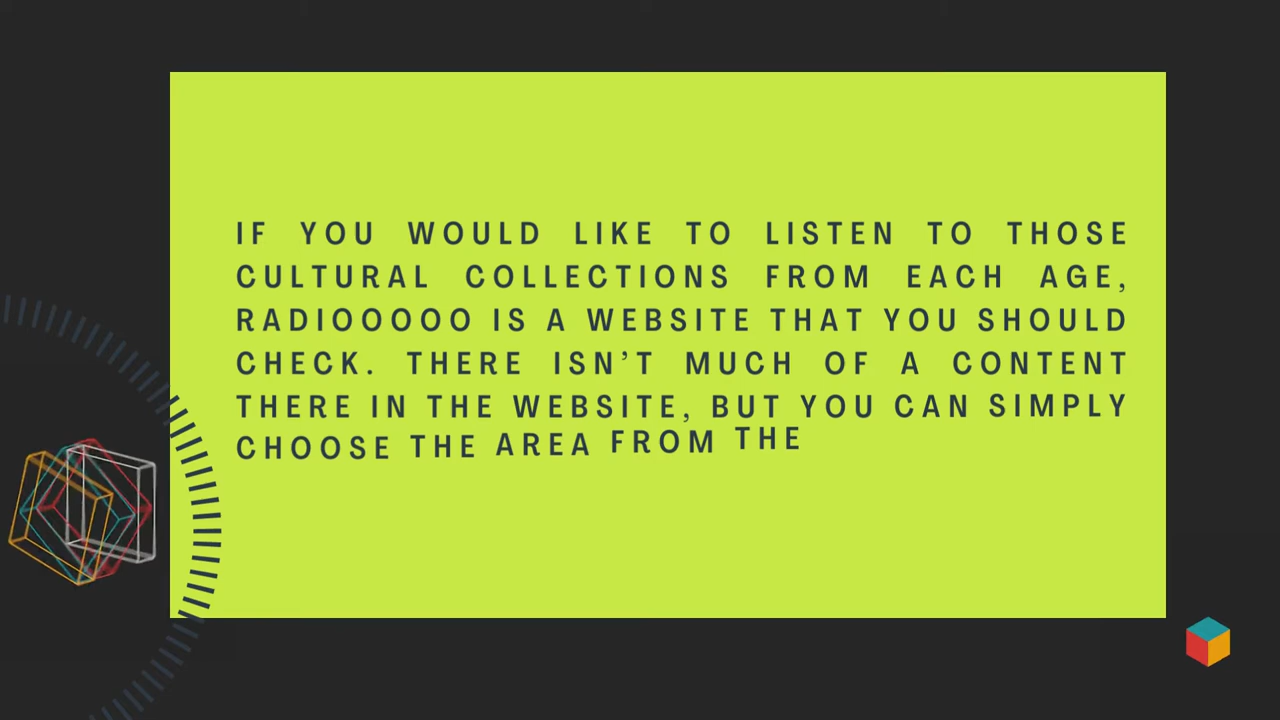 IF YOU WOULD LIKE TO LISTEN TO THOSE
CULTURAL COLLECTIONS FROM EACH AGE,
RADIOOOOO IS A WEBSITE THAT YOU SHOULD
CHECK. THERE ISN’T MUCH OF A CONTENT
THERE IN THE WEBSITE, BUT YOU CAN SIMPLY
CHOOSE THE AREA FROM THE